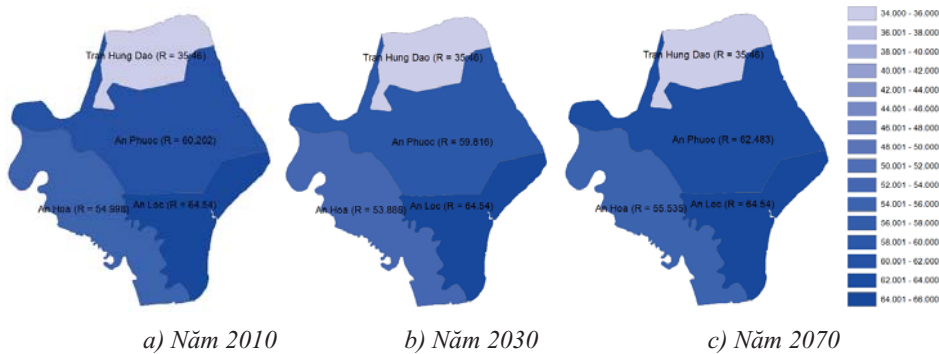 Tran Hung Dao (R = 35.46)
An Phuoc (R = 60.202)
An Hoa (R = 54.998)
An Loc (R = 64.54)
a) Năm 2010
Tran Hung Dao (R = 35.46)
An Phuoc (R = 59.816)
An Hoa (R = 53.888)
An Loc (R = 64.54)
b) Năm 2030
Tran Hung Dao (R = 35.46)
An Phuoc (R = 62.483)
An Hoa (R = 55.535)
An Loc (R = 64.54)
c) Năm 2070
34.000 - 36.000
36.001 - 38.000
38.001 - 40.000
40.001 - 42.000
42.001 - 44.000
44.001 - 46.000
46.001 - 48.000
48.001 - 50.000
50.001 - 52.000
52.001 - 54.000
54.001 - 56.000
56.001 - 58.000
58.001 - 60.000
60.001 - 62.000
62.001 - 64.000
64.001 - 66.000